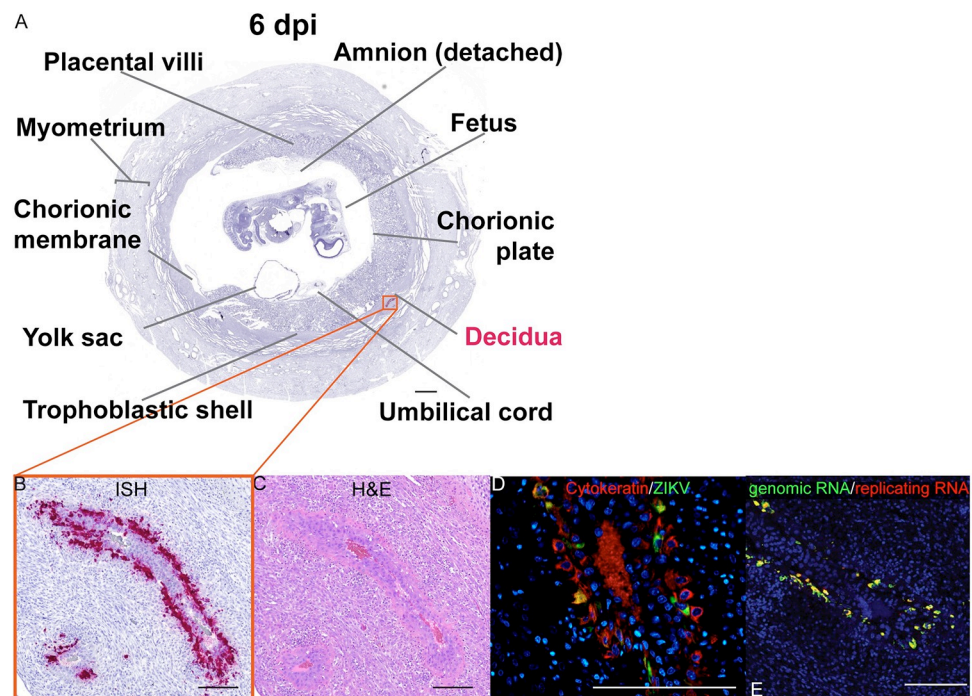 A
6 dpi
Placental villi
Amnion (detached)
Myometrium
Fetus
Chorionic
membrane
Chorionic
plate
Yolk sac
Decidua
Trophoblastic shell
Umbilical cord
B
ISH
C
H&E
D
Cytokeratin/ZIKV
genomic RNA/replicating RNA
E